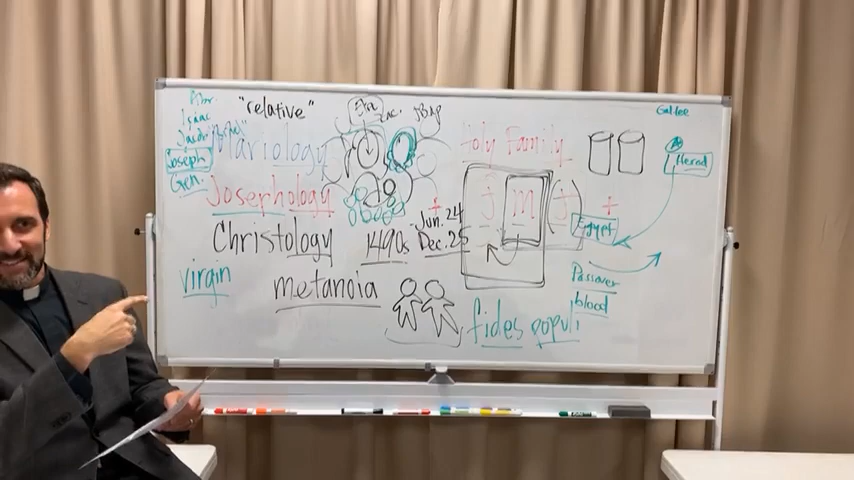 Isaac
Jacob
Joseph
Gen.
"relative"
Mariology
Josephology
Christology
virgin
metanoia
1490s
Jun. 24
Dec. 25
Holy Family
j m (j)
fides populi
Galilee
Herod
Egypt
Passover
blood